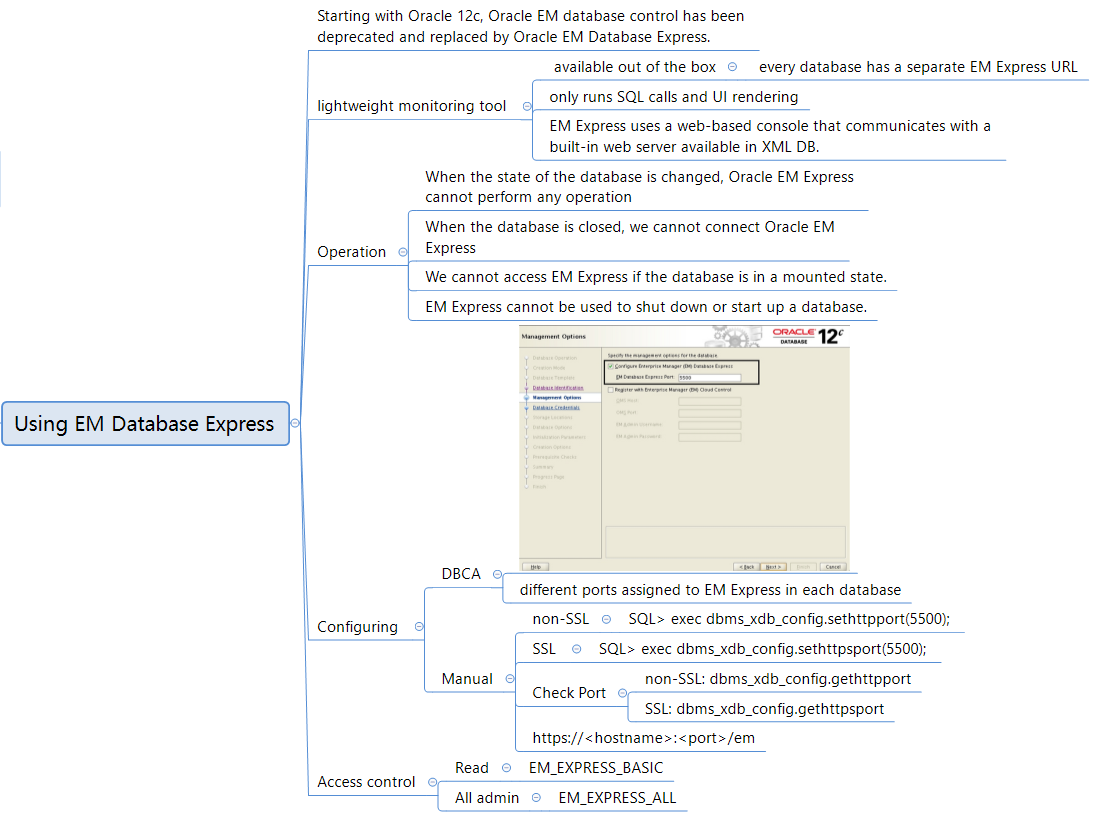 Starting with Oracle 12c, Oracle EM database control has been
deprecated and replaced by Oracle EM Database Express.
available out of the box
every database has a separate EM Express URL
lightweight monitoring tool
only runs SQL calls and UI rendering
EM Express uses a web-based console that communicates with a
built-in web server available in XML DB.
When the state of the database is changed, Oracle EM Express
cannot perform any operation
When the database is closed, we cannot connect Oracle EM
Express
Operation
We cannot access EM Express if the database is in a mounted state.
EM Express cannot be used to shut down or start up a database.
Management Options
ORACLE
DATABASE
12c
Specify the management options for the database.
Configure Enterprise Manager (EM) Database Express
EM Database Express Port: 5500
Register with Enterprise Manager (EM) Cloud Control
OMS Host:
OMS Port:
EM Admin Username:
EM Admin Password:
Database Operation
Creation Mode
Database Template
Database Identification
Management Options
Database Credentials
Storage Locations
Database Options
Initialization Parameters
Creation Options
Prerequisite Checks
Summary
Progress Page
Finish
Help
< Back
Next >
Cancel
Using EM Database Express
DBCA
different ports assigned to EM Express in each database
Configuring
non-SSL
SQL> exec dbms_xdb_config.sethttpport(5500);
SSL
SQL> exec dbms_xdb_config.sethttpsport(5500);
Manual
Check Port
non-SSL: dbms_xdb_config.gethttpport
SSL: dbms_xdb_config.gethttpsport
https://<hostname>:<port>/em
Access control
Read
EM_EXPRESS_BASIC
All admin
EM_EXPRESS_ALL